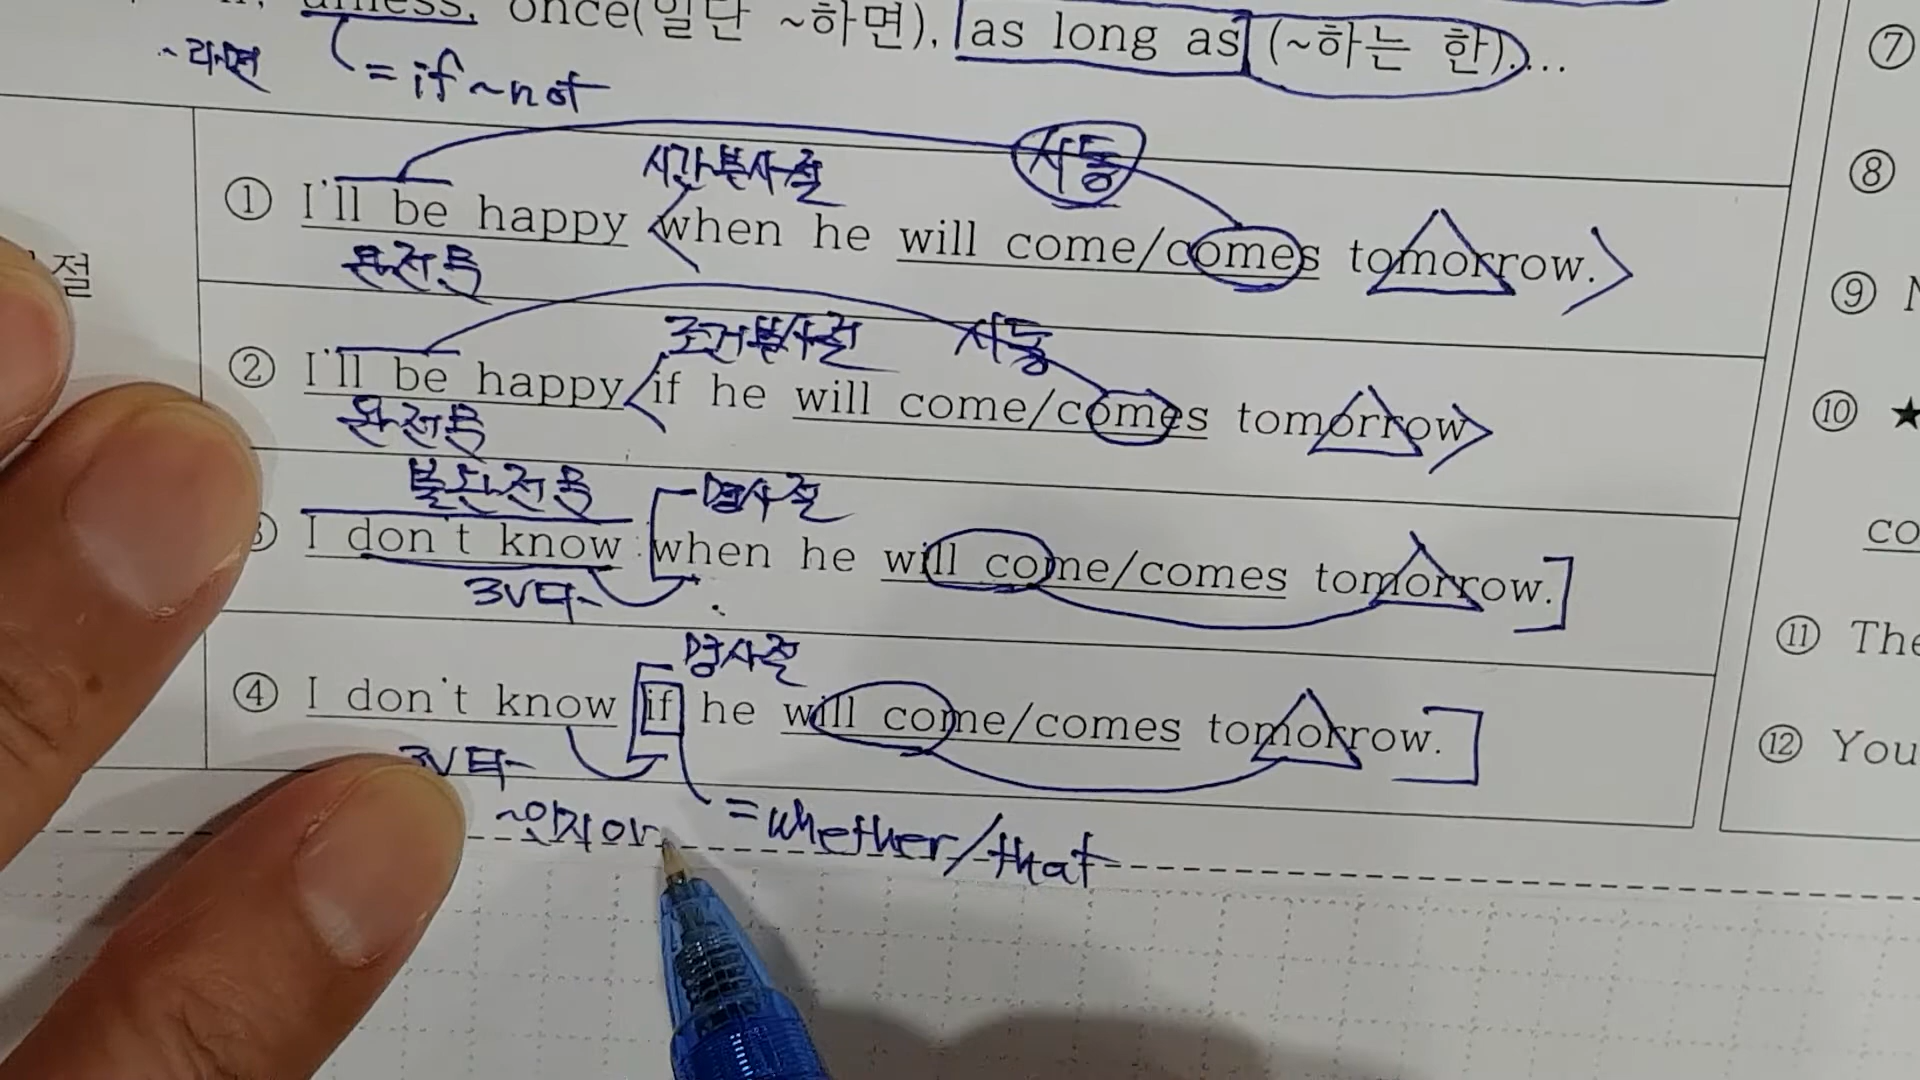 unless, once(일단 ~하면), as long as (~하는 한)....
~라면
= if ~ not
시간부사절 시동
① I'll be happy when he will come/comes tomorrow.
완전문
절
조건부사절 시동
② I'll be happy if he will come/comes tomorrow
완전문
불완전문 명사절
③ I don't know when he will come/comes tomorrow.
3V타
명사절
④ I don't know if he will come/comes tomorrow.
3V타
~인지 아
= whether/that
⑦
⑧
⑨
⑩ ★
co
⑪ The
⑫ You